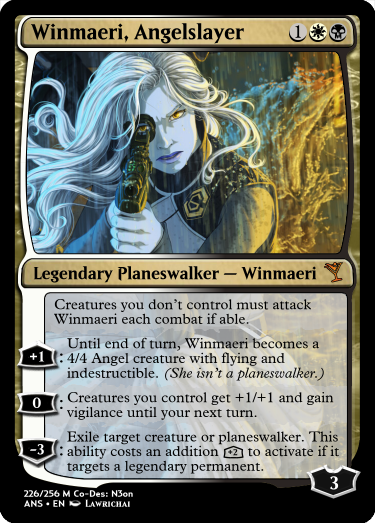 Winmaeri, Angelslayer 1
Legendary Planeswalker — Winmaeri
Creatures you don't control must attack
Winmaeri each combat if able.
+1: Until end of turn, Winmaeri becomes a
4/4 Angel creature with flying and
indestructible. (She isn't a planeswalker.)
0: Creatures you control get +1/+1 and gain
vigilance until your next turn.
-3: Exile target creature or planeswalker. This
ability costs an addition +2 to activate if it
targets a legendary permanent.
3
226/256 M Co-Des: N3on
ANS • EN Lawrichai